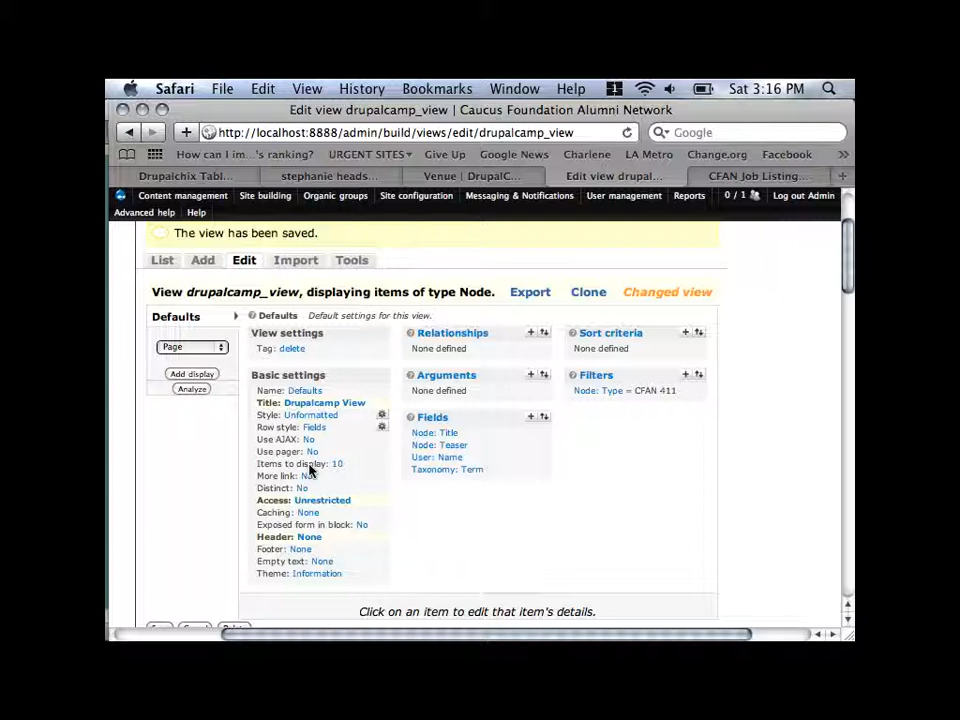 Safari File Edit View History Bookmarks Window Help 1 Sat 3:16 PM
Edit view drupalcamp_view | Caucus Foundation Alumni Network
http://localhost:8888/admin/build/views/edit/drupalcamp_view Google
How can I im...'s ranking? URGENT SITES Give Up Google News Charlene LA Metro Change.org Facebook
Drupalchix Tabl... stephanie heads... Venue | DrupalC... Edit view drupal... CFAN Job Listing...
Content management Site building Organic groups Site configuration Messaging & Notifications User management Reports 0 / 1 Log out Admin
Advanced help Help
The view has been saved.
List Add Edit Import Tools
View drupalcamp_view, displaying items of type Node. Export Clone Changed view
Defaults
Page
Add display
Analyze
Defaults Default settings for this view.
View settings
Tag: delete
Basic settings
Name: Defaults
Title: Drupalcamp View
Style: Unformatted
Row style: Fields
Use AJAX: No
Use pager: No
Items to display: 10
More link:
Distinct: No
Access: Unrestricted
Caching: None
Exposed form in block: No
Header: None
Footer: None
Empty text: None
Theme: Information
Relationships
None defined
Arguments
None defined
Fields
Node: Title
Node: Teaser
User: Name
Taxonomy: Term
Sort criteria
None defined
Filters
Node: Type = CFAN 411
Click on an item to edit that item's details.